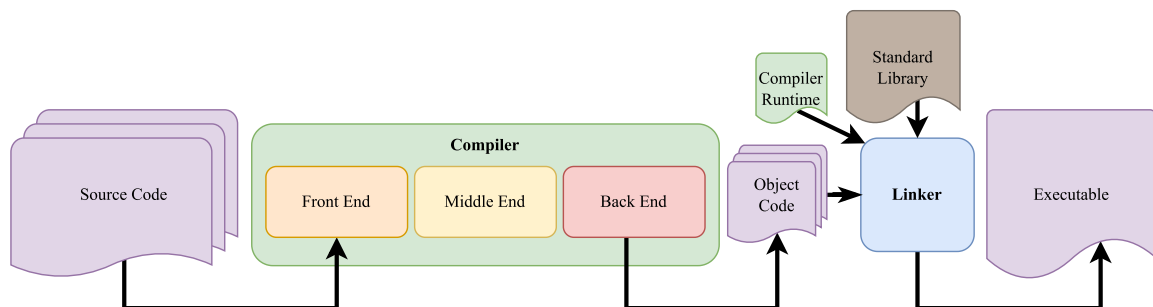 Source Code
Compiler
Front End
Middle End
Back End
Object
Code
Compiler
Runtime
Standard
Library
Linker
Executable